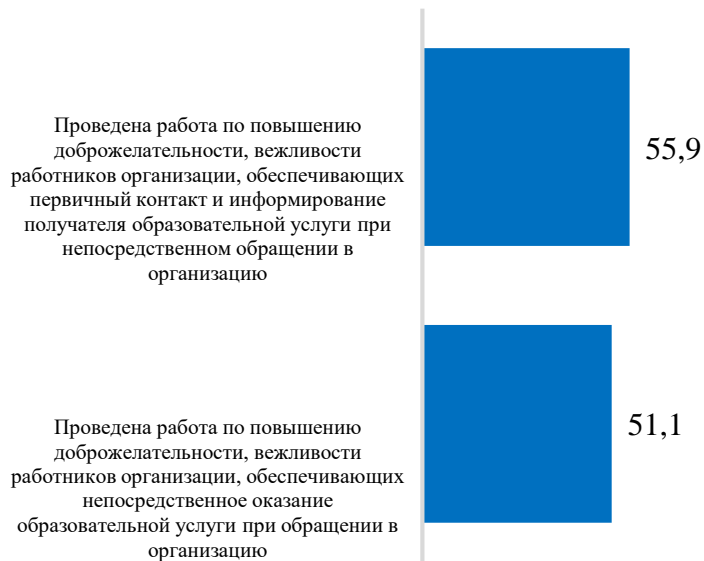 Проведена работа по повышению
доброжелательности, вежливости
работников организации, обеспечивающих
первичный контакт и информирование
получателя образовательной услуги при
непосредственном обращении в
организацию
55,9
Проведена работа по повышению
доброжелательности, вежливости
работников организации, обеспечивающих
непосредственное оказание
образовательной услуги при обращении в
организацию
51,1